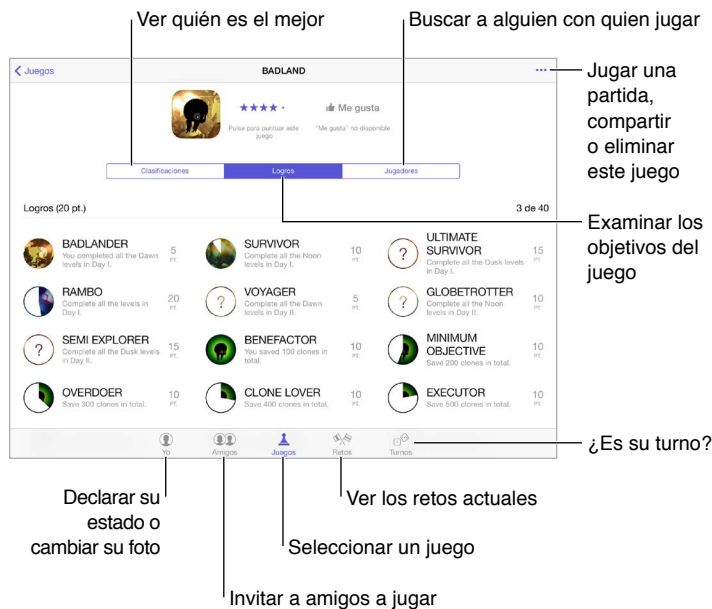 Ver quién es el mejor
Buscar a alguien con quien jugar
Juegos
BADLAND
•••
Jugar una
partida,
compartir
o eliminar
este juego
★★★★ •
Me gusta
Pulse para puntuar este
juego
"Me gusta" no disponible
Clasificaciones
Logros
Jugadores
Logros (20 pt.)
3 de 40
Examinar los
objetivos del
juego
BADLANDER
You completed all the Dawn
levels in Day I.
5
PT.
SURVIVOR
Complete all the Noon
levels in Day I.
10
PT.
ULTIMATE
SURVIVOR
Complete all the Dusk levels
in Day I.
15
PT.
RAMBO
Complete all the levels in
Day I.
20
PT.
?
VOYAGER
Complete all the Dawn
levels in Day II.
5
PT.
?
GLOBETROTTER
Complete all the Noon
levels in Day II.
10
PT.
?
SEMI EXPLORER
Complete all the Dusk levels
in Day II.
15
PT.
BENEFACTOR
You saved 100 clones in
total.
10
PT.
MINIMUM
OBJECTIVE
Save 200 clones in total.
10
PT.
OVERDOER
Save 300 clones in total.
10
PT.
CLONE LOVER
Save 400 clones in total.
10
PT.
EXECUTOR
Save 500 clones in total.
10
PT.
Yo
Amigos
Juegos
Retos
Turnos
¿Es su turno?
Declarar su
estado o
cambiar su foto
Ver los retos actuales
Seleccionar un juego
Invitar a amigos a jugar